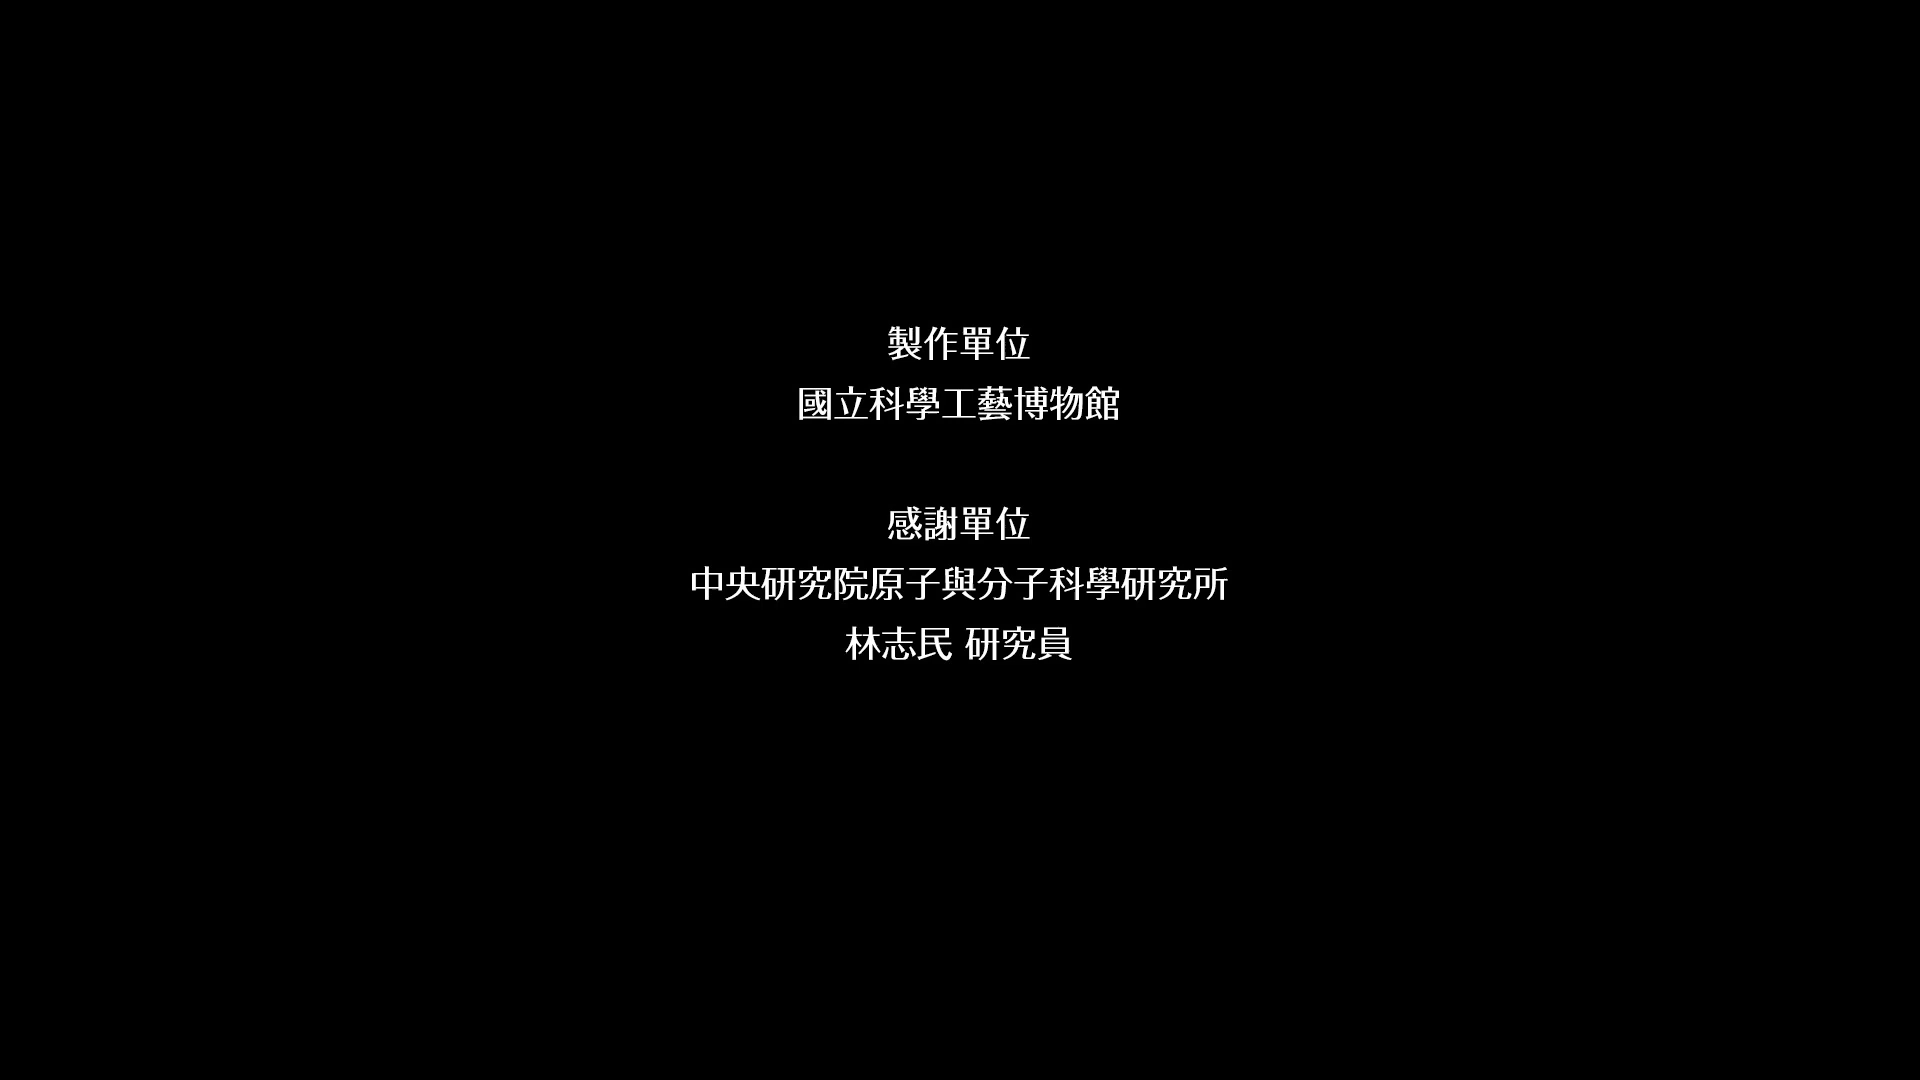 製作單位
國立科學工藝博物館
感謝單位
中央研究院原子與分子科學研究所
林志民 研究員